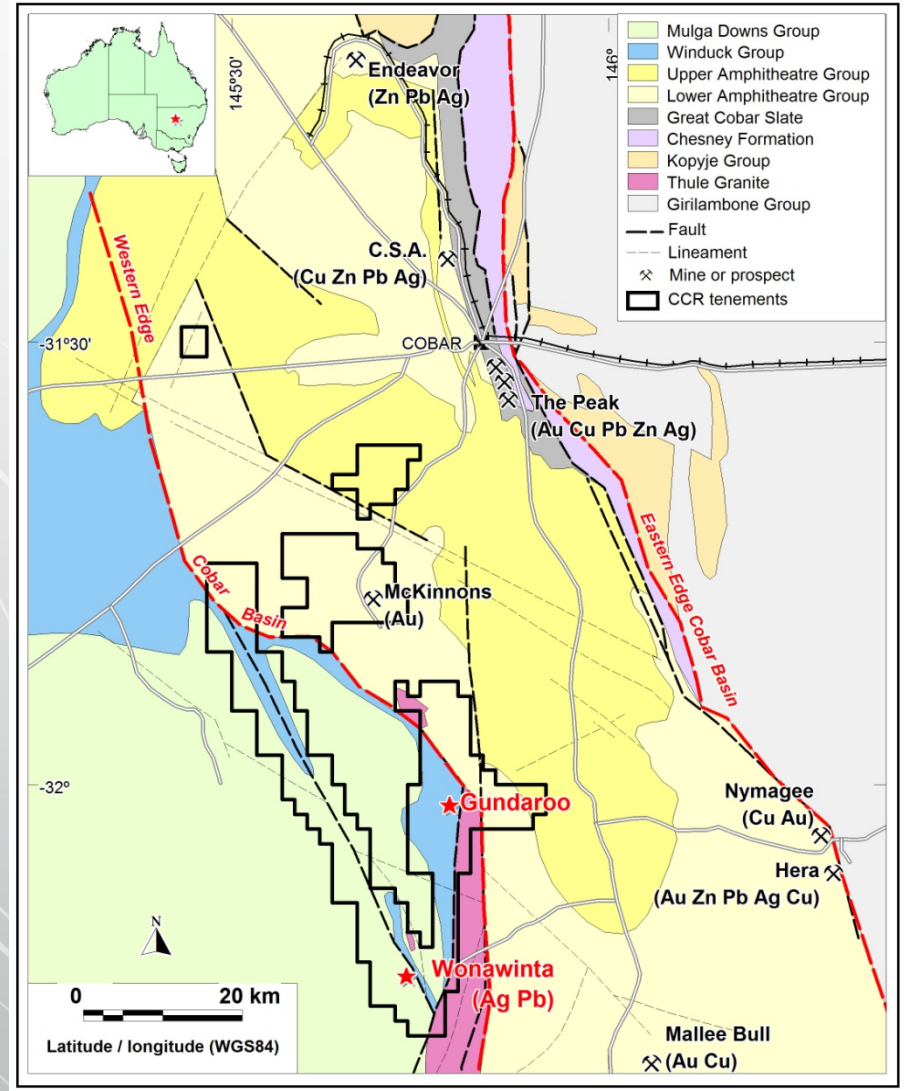 145º30'
146º
Mulga Downs Group
Winduck Group
Upper Amphitheatre Group
Lower Amphitheatre Group
Great Cobar Slate
Chesney Formation
Kopyje Group
Thule Granite
Girilambone Group
Fault
Lineament
Mine or prospect
CCR tenements
Endeavor
(Zn Pb Ag)
Western Edge
C.S.A.
(Cu Zn Pb Ag)
-31º30'
COBAR
The Peak
(Au Cu Pb Zn Ag)
Cobar
Basin
McKinnons
(Au)
Eastern Edge Cobar Basin
-32º
Gundaroo
Nymagee
(Cu Au)
Hera
(Au Zn Pb Ag Cu)
N
Wonawinta
(Ag Pb)
0 20 km
Latitude / longitude (WGS84)
Mallee Bull
(Au Cu)